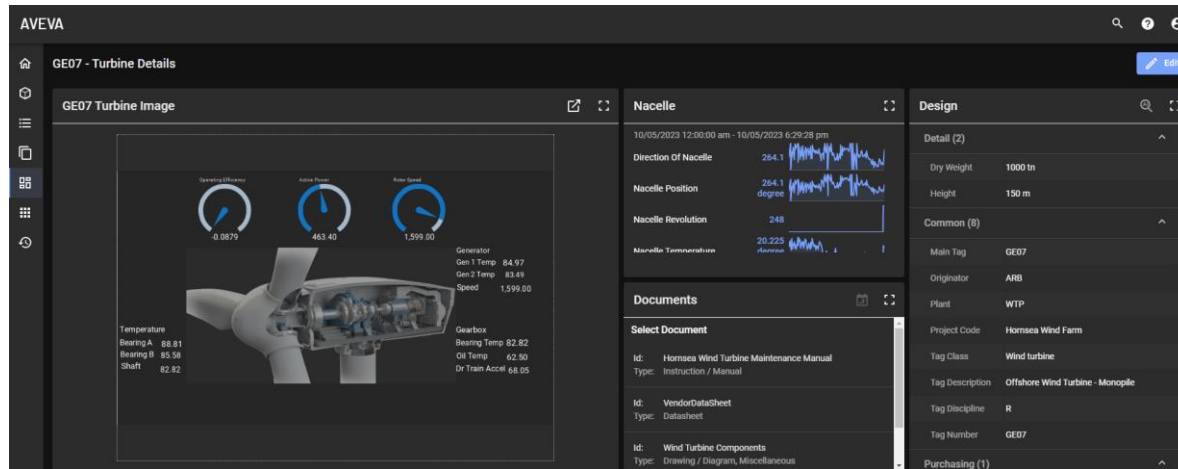 AVEVA
GE07 - Turbine Details
Edit
GE07 Turbine Image
Operating Efficiency
Active Power
Rotor Speed
-0.0879
463.40
1,599.00
Generator
Gen 1 Temp 84.97
Gen 2 Temp 83.49
Speed 1,599.00
Temperature
Bearing A 88.81
Bearing B 85.58
Shaft 82.82
Gearbox
Bearing Temp 82.82
Oil Temp 62.50
Dr Train Accel 68.05
Nacelle
10/05/2023 12:00:00 am - 10/05/2023 6:29:28 pm
Direction Of Nacelle 264.1
Nacelle Position 264.1
degree
Nacelle Revolution 248
Nacelle Temperature 20.225
degree
Documents
Select Document
Id: Hornsea Wind Turbine Maintenance Manual
Type: Instruction / Manual
Id: VendorDataSheet
Type: Datasheet
Id: Wind Turbine Components
Type: Drawing / Diagram, Miscellaneous
Design
Detail (2)
Dry Weight 1000 tn
Height 150 m
Common (8)
Main Tag GE07
Originator ARB
Plant WTP
Project Code Hornsea Wind Farm
Tag Class Wind turbine
Tag Description Offshore Wind Turbine - Monopile
Tag Discipline R
Tag Number GE07
Purchasing (1)